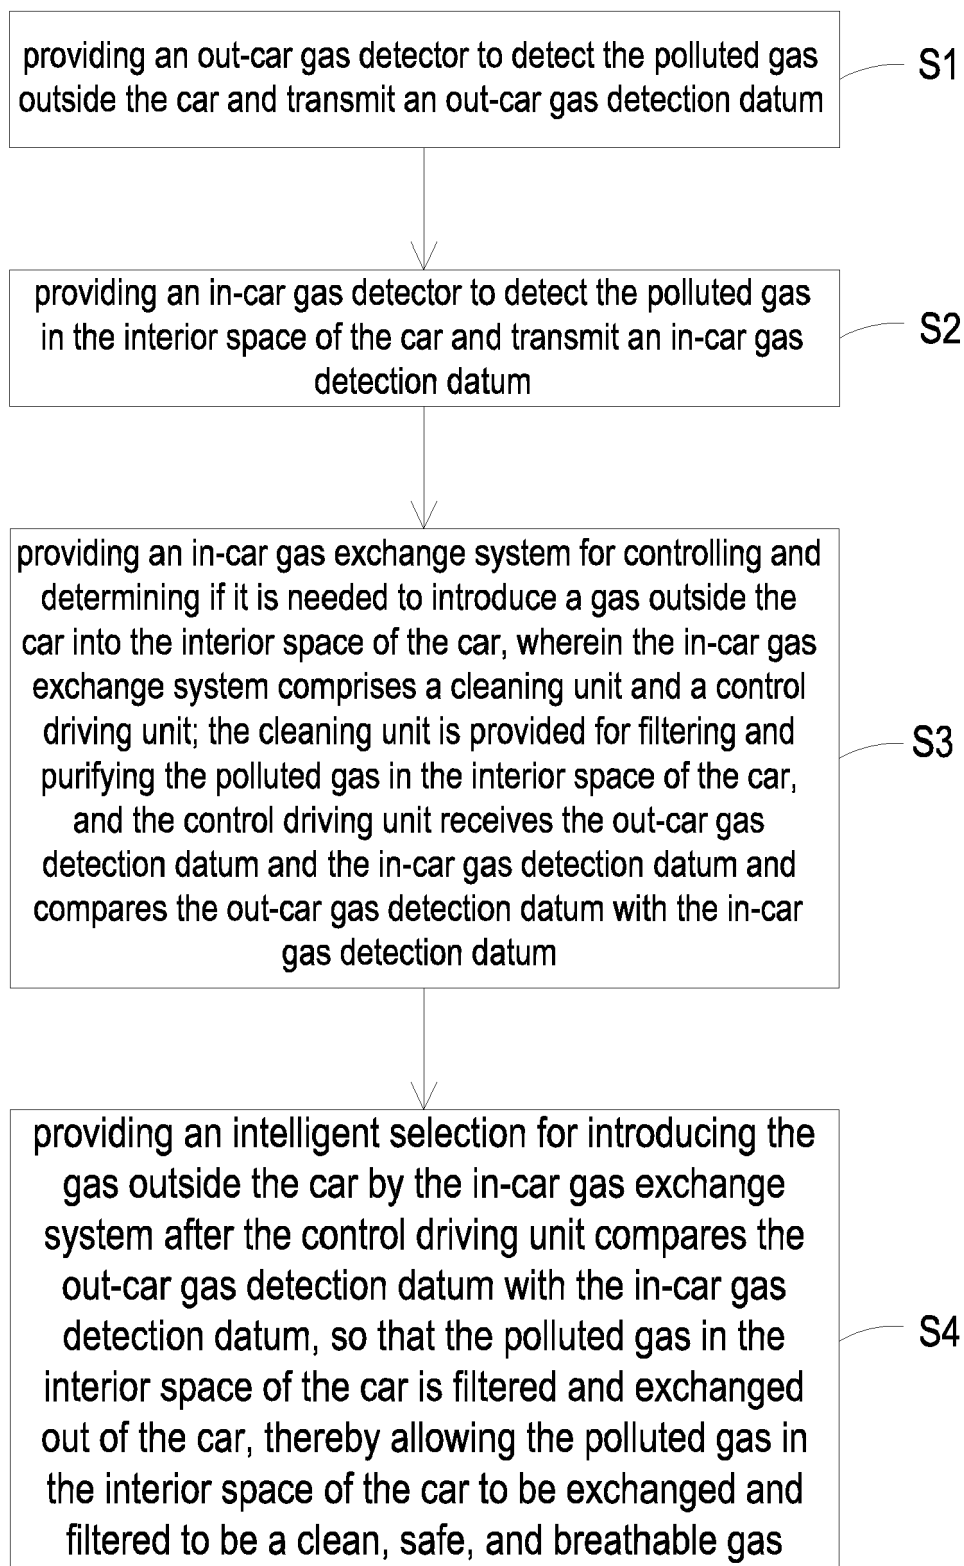 providing an out-car gas detector to detect the polluted gas
outside the car and transmit an out-car gas detection datum
S1
providing an in-car gas detector to detect the polluted gas
in the interior space of the car and transmit an in-car gas
detection datum
S2
providing an in-car gas exchange system for controlling and
determining if it is needed to introduce a gas outside the
car into the interior space of the car, wherein the in-car gas
exchange system comprises a cleaning unit and a control
driving unit; the cleaning unit is provided for filtering and
purifying the polluted gas in the interior space of the car,
and the control driving unit receives the out-car gas
detection datum and the in-car gas detection datum and
compares the out-car gas detection datum with the in-car
gas detection datum
S3
providing an intelligent selection for introducing the
gas outside the car by the in-car gas exchange
system after the control driving unit compares the
out-car gas detection datum with the in-car gas
detection datum, so that the polluted gas in the
interior space of the car is filtered and exchanged
out of the car, thereby allowing the polluted gas in
the interior space of the car to be exchanged and
filtered to be a clean, safe, and breathable gas
S4